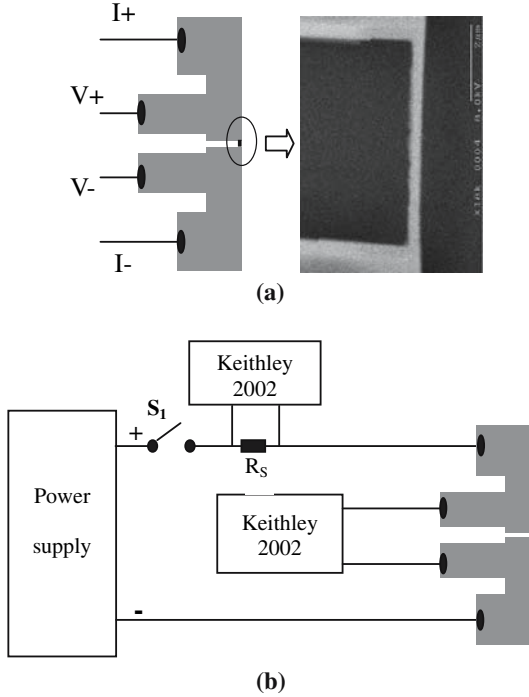 I+
V+
V-
I-
(a)
Keithley
2002
S1
+
RS
Power
supply
Keithley
2002
-
(b)